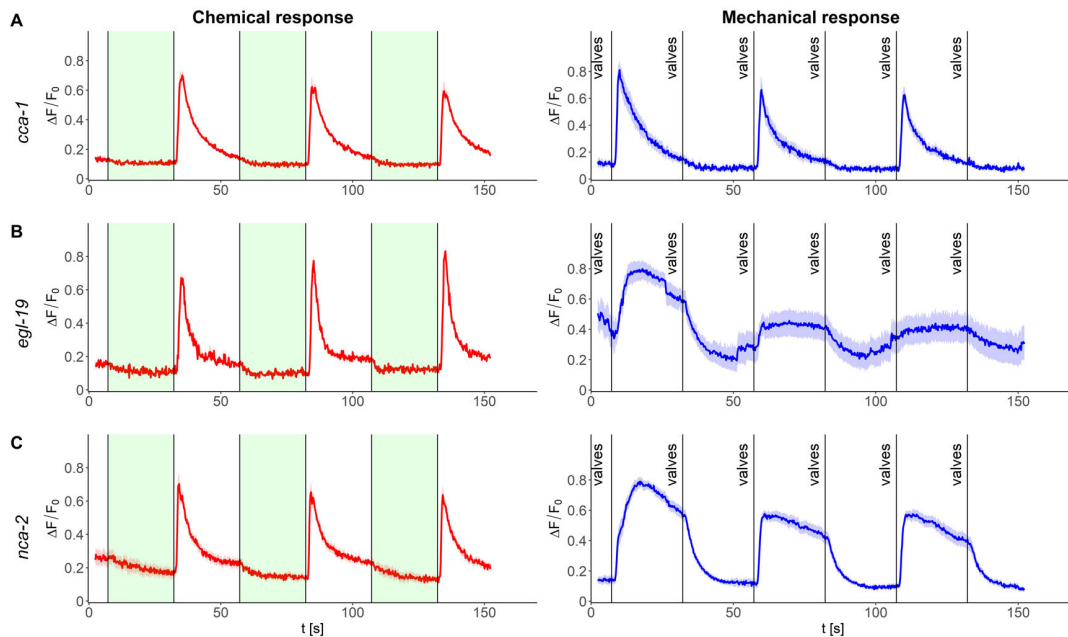 A
Chemical response
Mechanical response
cca-1
ΔF/F0
0.8
0.6
0.4
0.2
0
0
50
100
150
ΔF/F0
0.8
0.6
0.4
0.2
0
valves
valves
valves
valves
valves
valves
0
50
100
150
B
egl-19
ΔF/F0
0.8
0.6
0.4
0.2
0
0
50
100
150
ΔF/F0
0.8
0.6
0.4
0.2
0
valves
valves
valves
valves
valves
valves
0
50
100
150
C
nca-2
ΔF/F0
0.8
0.6
0.4
0.2
0
0
50
100
150
t [s]
ΔF/F0
0.8
0.6
0.4
0.2
0
valves
valves
valves
valves
valves
valves
0
50
100
150
t [s]